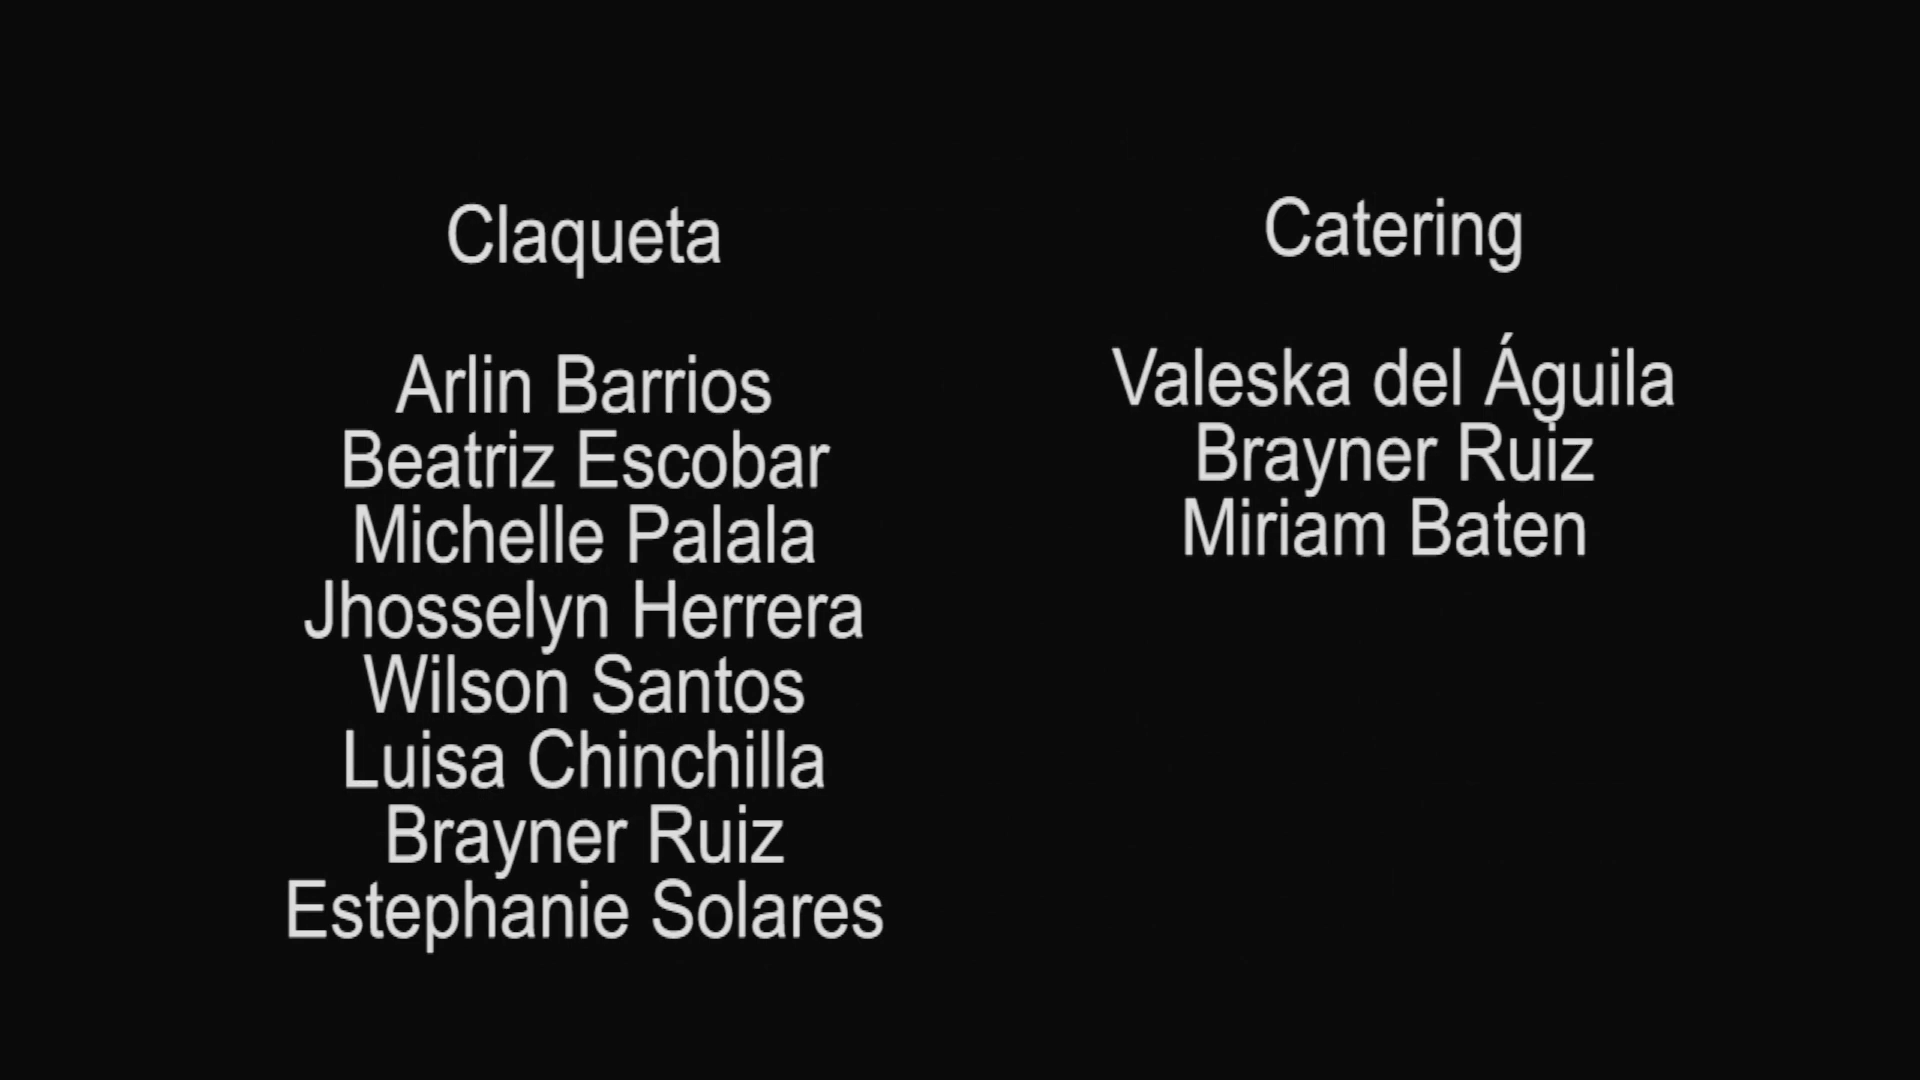 Claqueta
Arlin Barrios
Beatriz Escobar
Michelle Palala
Jhosselyn Herrera
Wilson Santos
Luisa Chinchilla
Brayner Ruiz
Estephanie Solares
Catering
Valeska del Águila
Brayner Ruiz
Miriam Baten